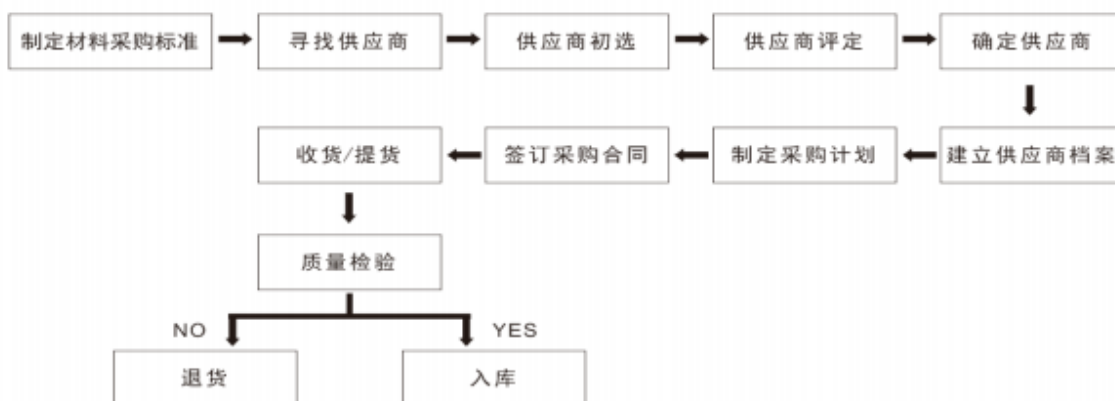 制定材料采购标准
寻找供应商
供应商初选
供应商评定
确定供应商
建立供应商档案
制定采购计划
签订采购合同
收货/提货
质量检验
NO
YES
退货
入库